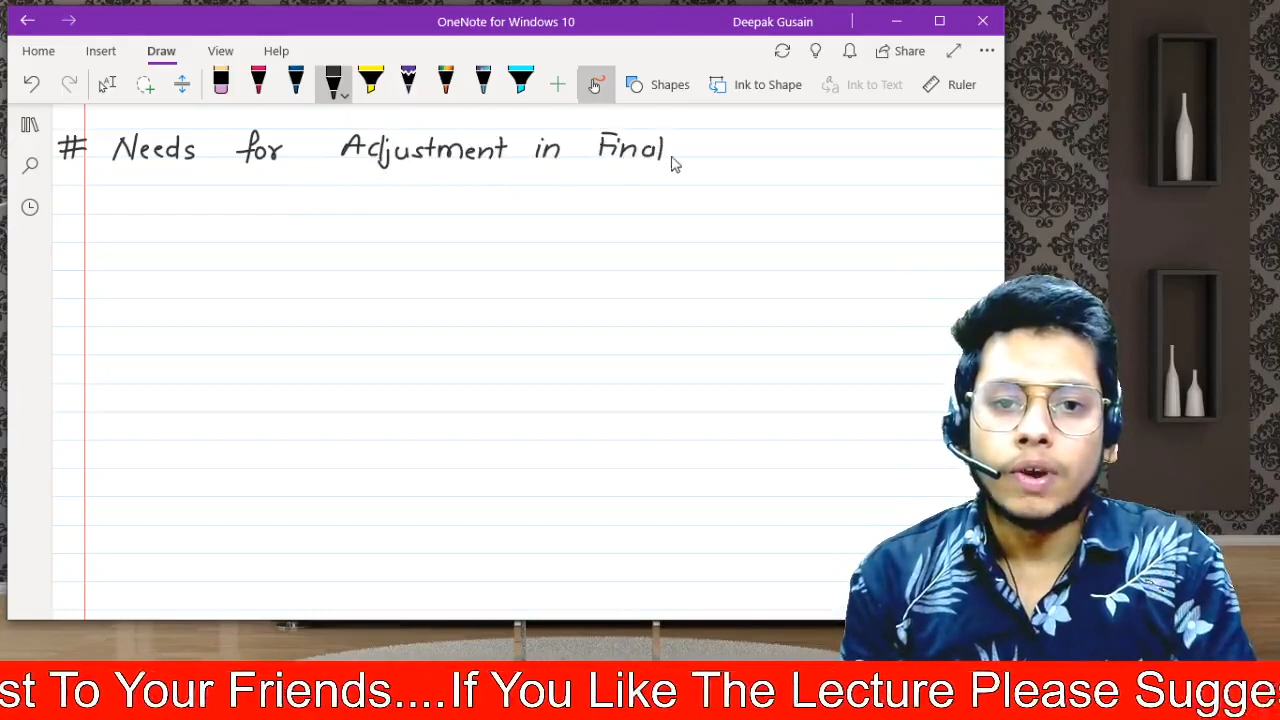 OneNote for Windows 10
Deepak Gusain
Home Insert Draw View Help
Share
Shapes Ink to Shape Ink to Text Ruler
# Needs for Adjustment in Final
st To Your Friends....If You Like The Lecture Please Sugge